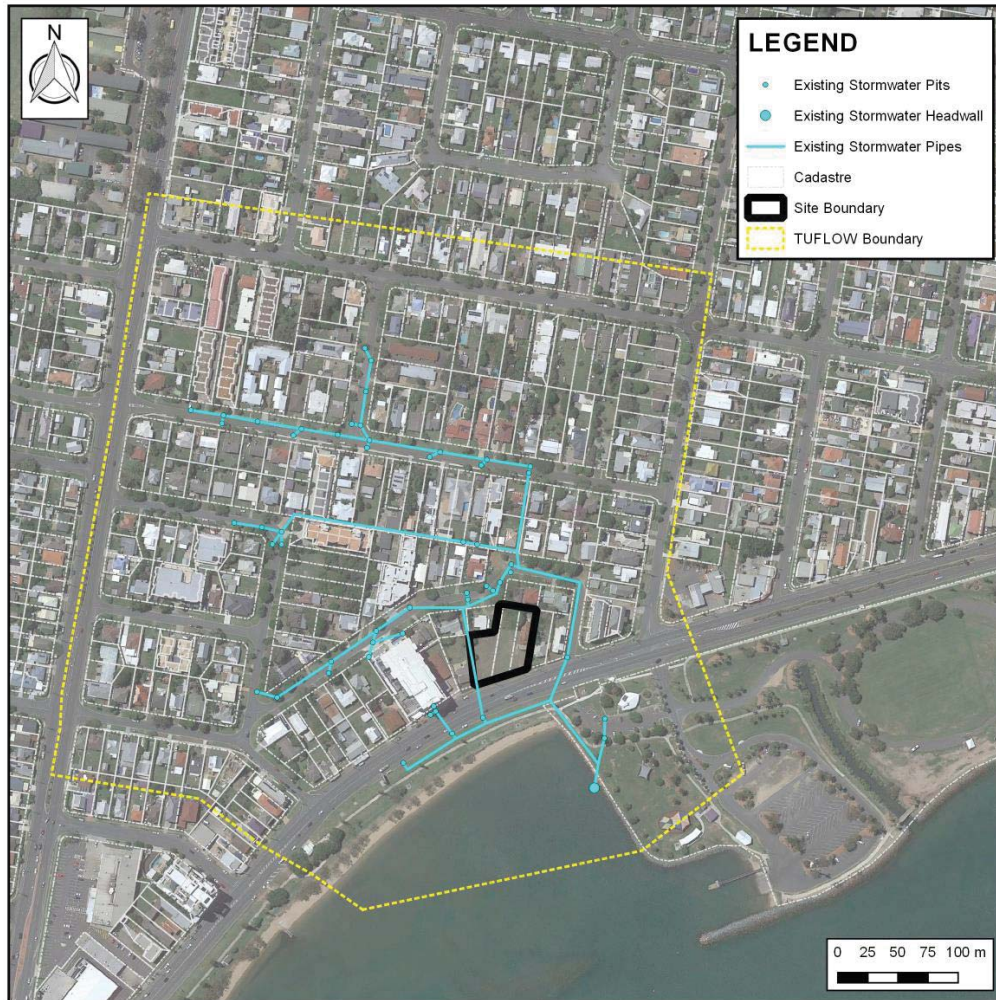 N
LEGEND
Existing Stormwater Pits
Existing Stormwater Headwall
Existing Stormwater Pipes
Cadastre
Site Boundary
TUFLOW Boundary
0 25 50 75 100 m